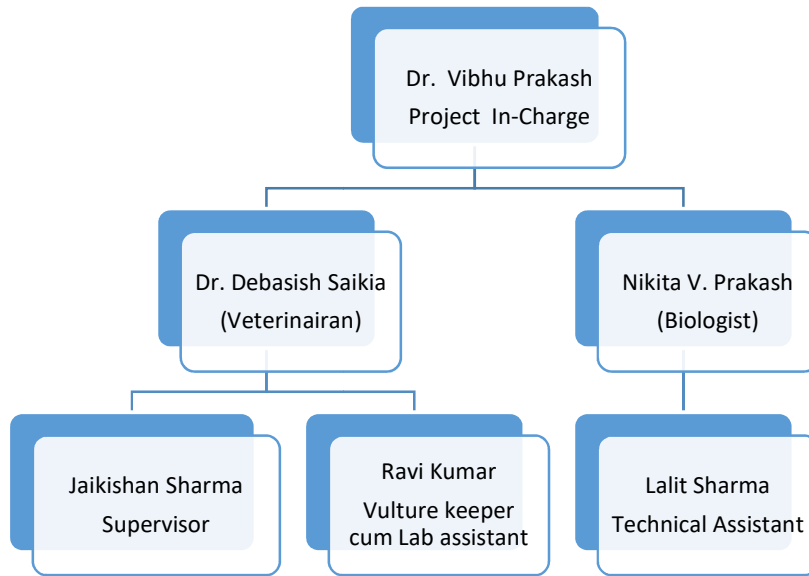 Dr. Vibhu Prakash
Project In-Charge
Dr. Debasish Saikia
(Veterinairan)
Nikita V. Prakash
(Biologist)
Jaikishan Sharma
Supervisor
Ravi Kumar
Vulture keeper
cum Lab assistant
Lalit Sharma
Technical Assistant